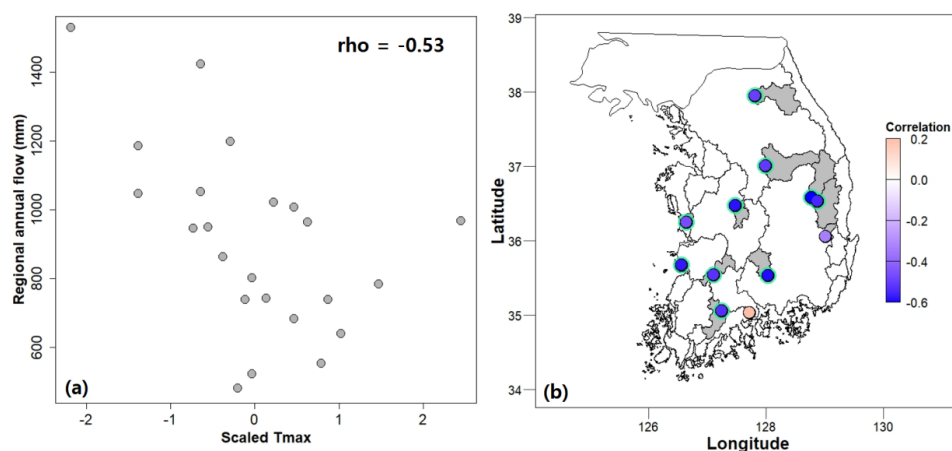 rho = -0.53
Regional annual flow (mm)
1400
1200
1000
800
600
(a)
-2 -1 0 1 2
Scaled Tmax
39
38
37
36
35
34
Latitude
(b)
126 128 130
Longitude
Correlation
0.2
0.0
-0.2
-0.4
-0.6